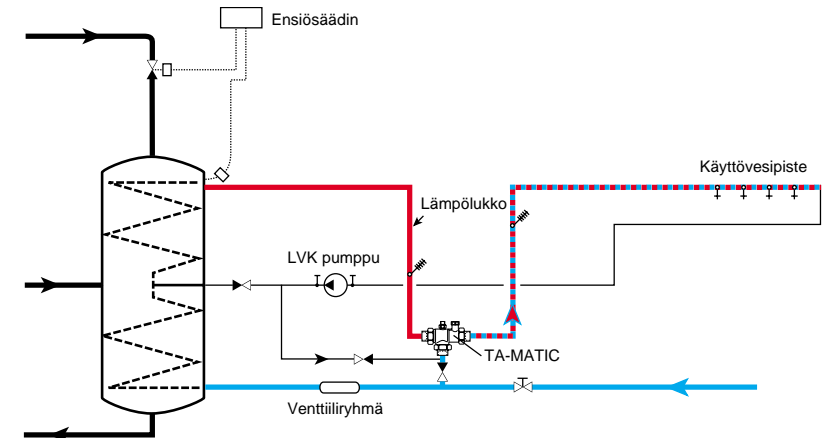 Ensiösäädin
Käyttövesipiste
Lämpölukko
LVK pumppu
TA-MATIC
Venttiiliryhmä